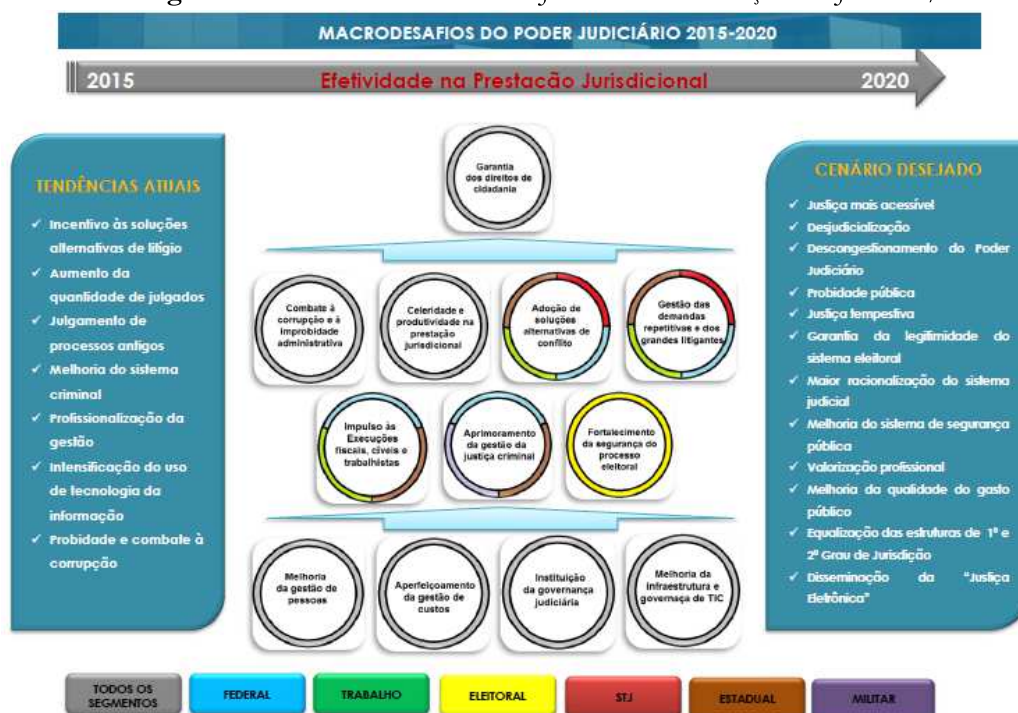 MACRODESAFIOS DO PODER JUDICIÁRIO 2015-2020
2015
Efetividade na Prestacão Jurisdicional
2020
TENDÊNCIAS ATUAIS
✓ Incentivo às soluções
alternativas de litígio
✓ Aumento da
quantidade de julgados
✓ Julgamento de
processos antigos
✓ Melhoria do sistema
criminal
✓ Profissionalização da
gestão
✓ Intensificação do uso
de tecnologia da
informação
✓ Probidade e combate à
corrupção
Garantia
dos direitos de
cidadania
Combate à
corrupção e à
improbidade
administrativa
Celeridade e
produtividade na
prestação
jurisdicional
Adoção de
soluções
alternativas de
conflito
Gestão das
demandas
repetitivas e dos
grandes litigantes
Impulso às
Execuções
fiscais, cíveis e
trabalhistas
Aprimoramento
da gestão da
justiça criminal
Fortalecimento
da segurança do
processo
eleitoral
Melhoria
da gestão de
pessoas
Aperfeiçoamento
da gestão de
custos
Instituição
da governança
judiciária
Melhoria da
infraestrutura e
governaça de TIC
CENÁRIO DESEJADO
✓ Justiça mais acessível
✓ Desjudicialização
✓ Descongestionamento do Poder
Judiciário
✓ Probidade pública
✓ Justiça tempestiva
✓ Garantia da legitimidade do
sistema eleitoral
✓ Maior racionalização do sistema
judicial
✓ Melhoria do sistema de segurança
pública
✓ Valorização profissional
✓ Melhoria da qualidade do gasto
público
✓ Equalização das estruturas de 1º e
2º Grau de Jurisdição
✓ Disseminação da "Justiça
Eletrônica"
TODOS OS
SEGMENTOS
FEDERAL
TRABALHO
ELEITORAL
STJ
ESTADUAL
MILITAR